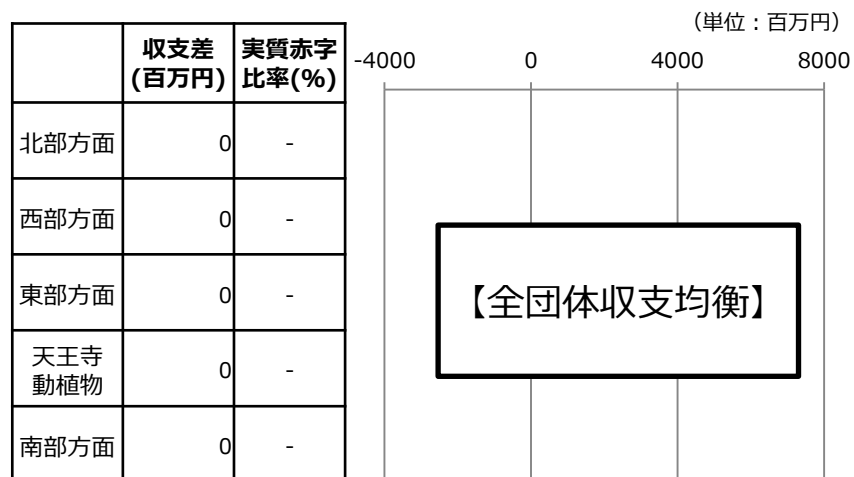 （単位：百万円）
収支差
(百万円)
実質赤字
比率(%)
-4000 0 4000 8000
北部方面 0 -
西部方面 0 -
東部方面 0 -
天王寺
動植物 0 -
南部方面 0 -
【全団体収支均衡】